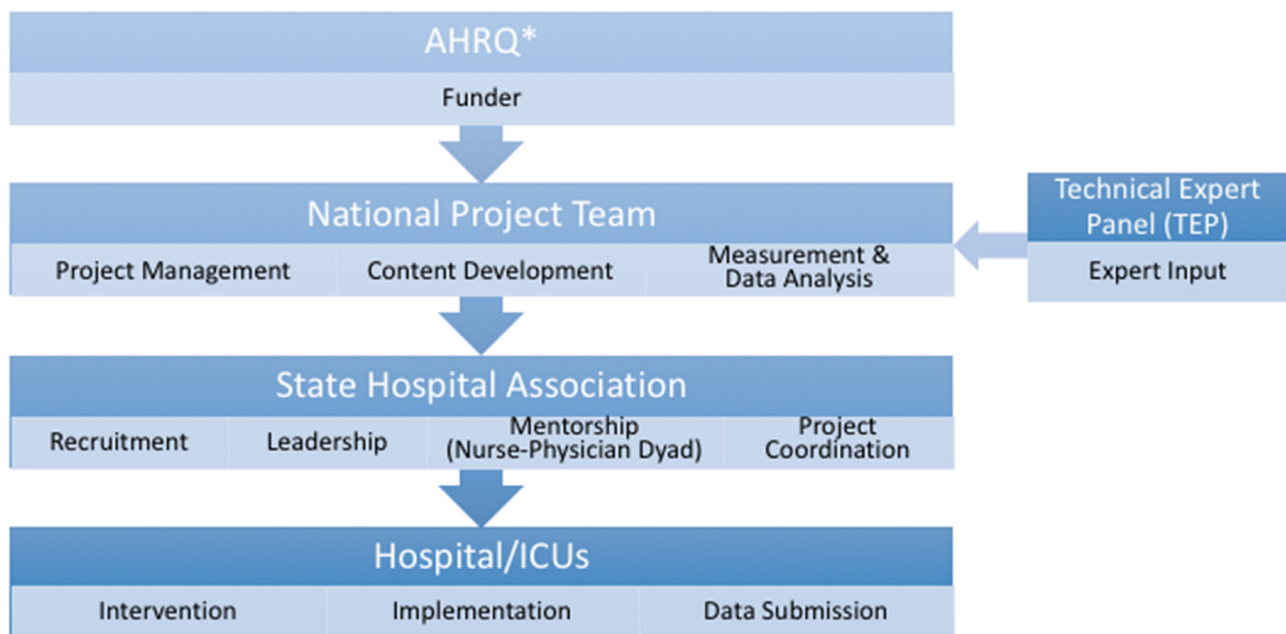 AHRQ*
Funder
National Project Team
Project Management
Content Development
Measurement &
Data Analysis
Technical Expert
Panel (TEP)
Expert Input
State Hospital Association
Recruitment
Leadership
Mentorship
(Nurse-Physician Dyad)
Project
Coordination
Hospital/ICUs
Intervention
Implementation
Data Submission